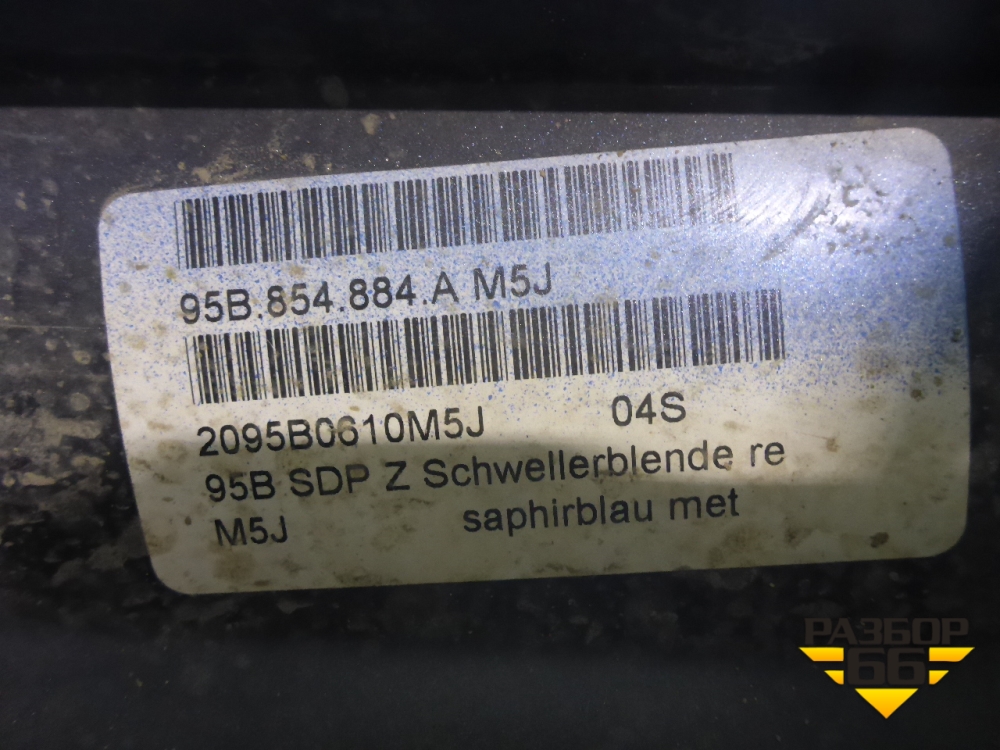 95B.854.884.A M5J
2095B0610M5J 04S
95B SDP Z Schwellerblende re
M5J saphirblau met
РАЗБОР
66